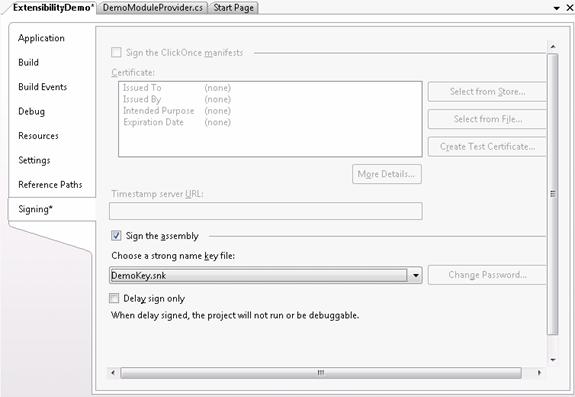 ExtensibilityDemo* DemoModuleProvider.cs Start Page
Application
Build
Build Events
Debug
Resources
Settings
Reference Paths
Signing*
Sign the ClickOnce manifests
Certificate:
Issued To (none)
Issued By (none)
Intended Purpose (none)
Expiration Date (none)
Select from Store...
Select from File...
Create Test Certificate...
More Details...
Timestamp server URL:
Sign the assembly
Choose a strong name key file:
DemoKey.snk
Change Password...
Delay sign only
When delay signed, the project will not run or be debuggable.